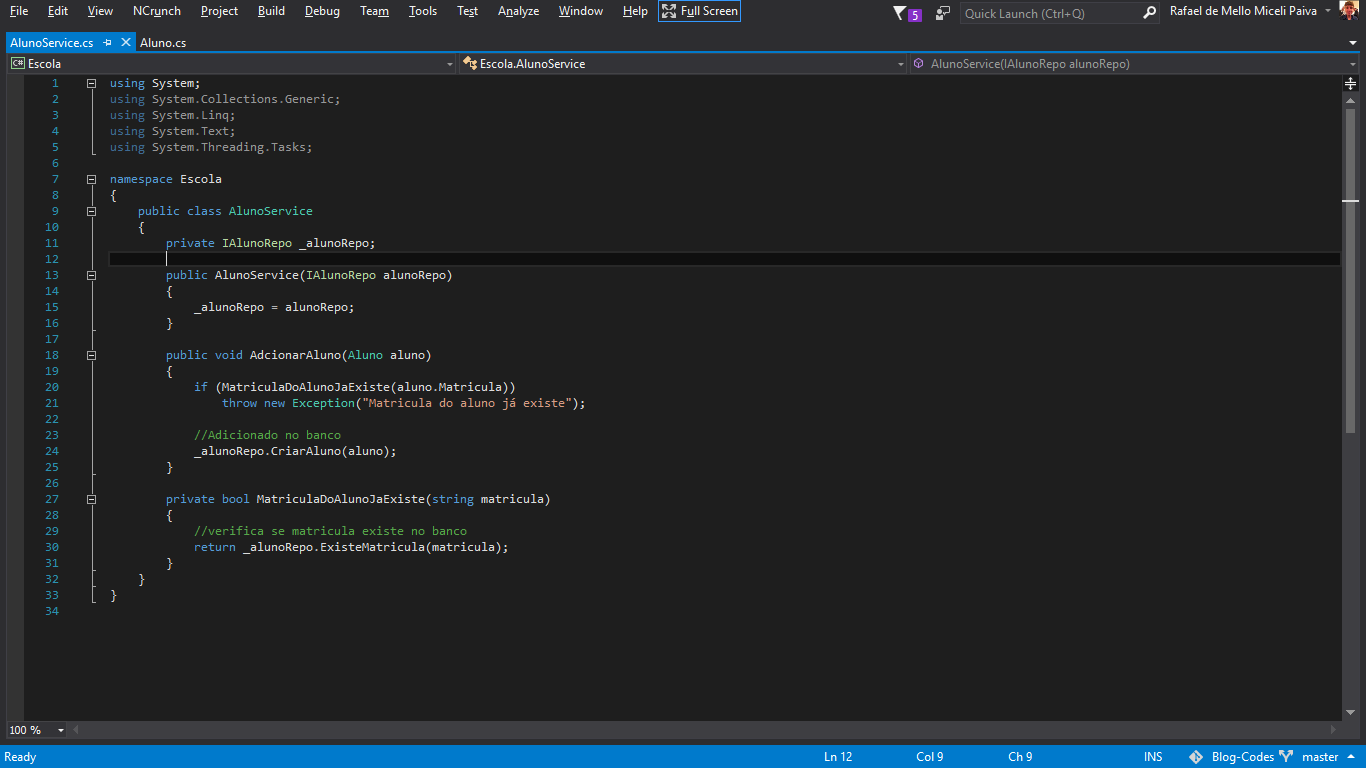 File Edit View NCrunch Project Build Debug Team Tools Test Analyze Window Help Full Screen 5 Quick Launch (Ctrl+Q) Rafael de Mello Miceli Paiva
AlunoService.cs Aluno.cs
C# Escola Escola.AlunoService AlunoService(IAlunoRepo alunoRepo)
1 using System;
2 using System.Collections.Generic;
3 using System.Linq;
4 using System.Text;
5 using System.Threading.Tasks;
6
7 namespace Escola
8 {
9 public class AlunoService
10 {
11 private IAlunoRepo _alunoRepo;
12
13 public AlunoService(IAlunoRepo alunoRepo)
14 {
15 _alunoRepo = alunoRepo;
16 }
17
18 public void AdcionarAluno(Aluno aluno)
19 {
20 if (MatriculaDoAlunoJaExiste(aluno.Matricula))
21 throw new Exception("Matricula do aluno já existe");
22
23 //Adicionado no banco
24 _alunoRepo.CriarAluno(aluno);
25 }
26
27 private bool MatriculaDoAlunoJaExiste(string matricula)
28 {
29 //verifica se matricula existe no banco
30 return _alunoRepo.ExisteMatricula(matricula);
31 }
32 }
33 }
34
100 %
Ready Ln 12 Col 9 Ch 9 INS Blog-Codes master